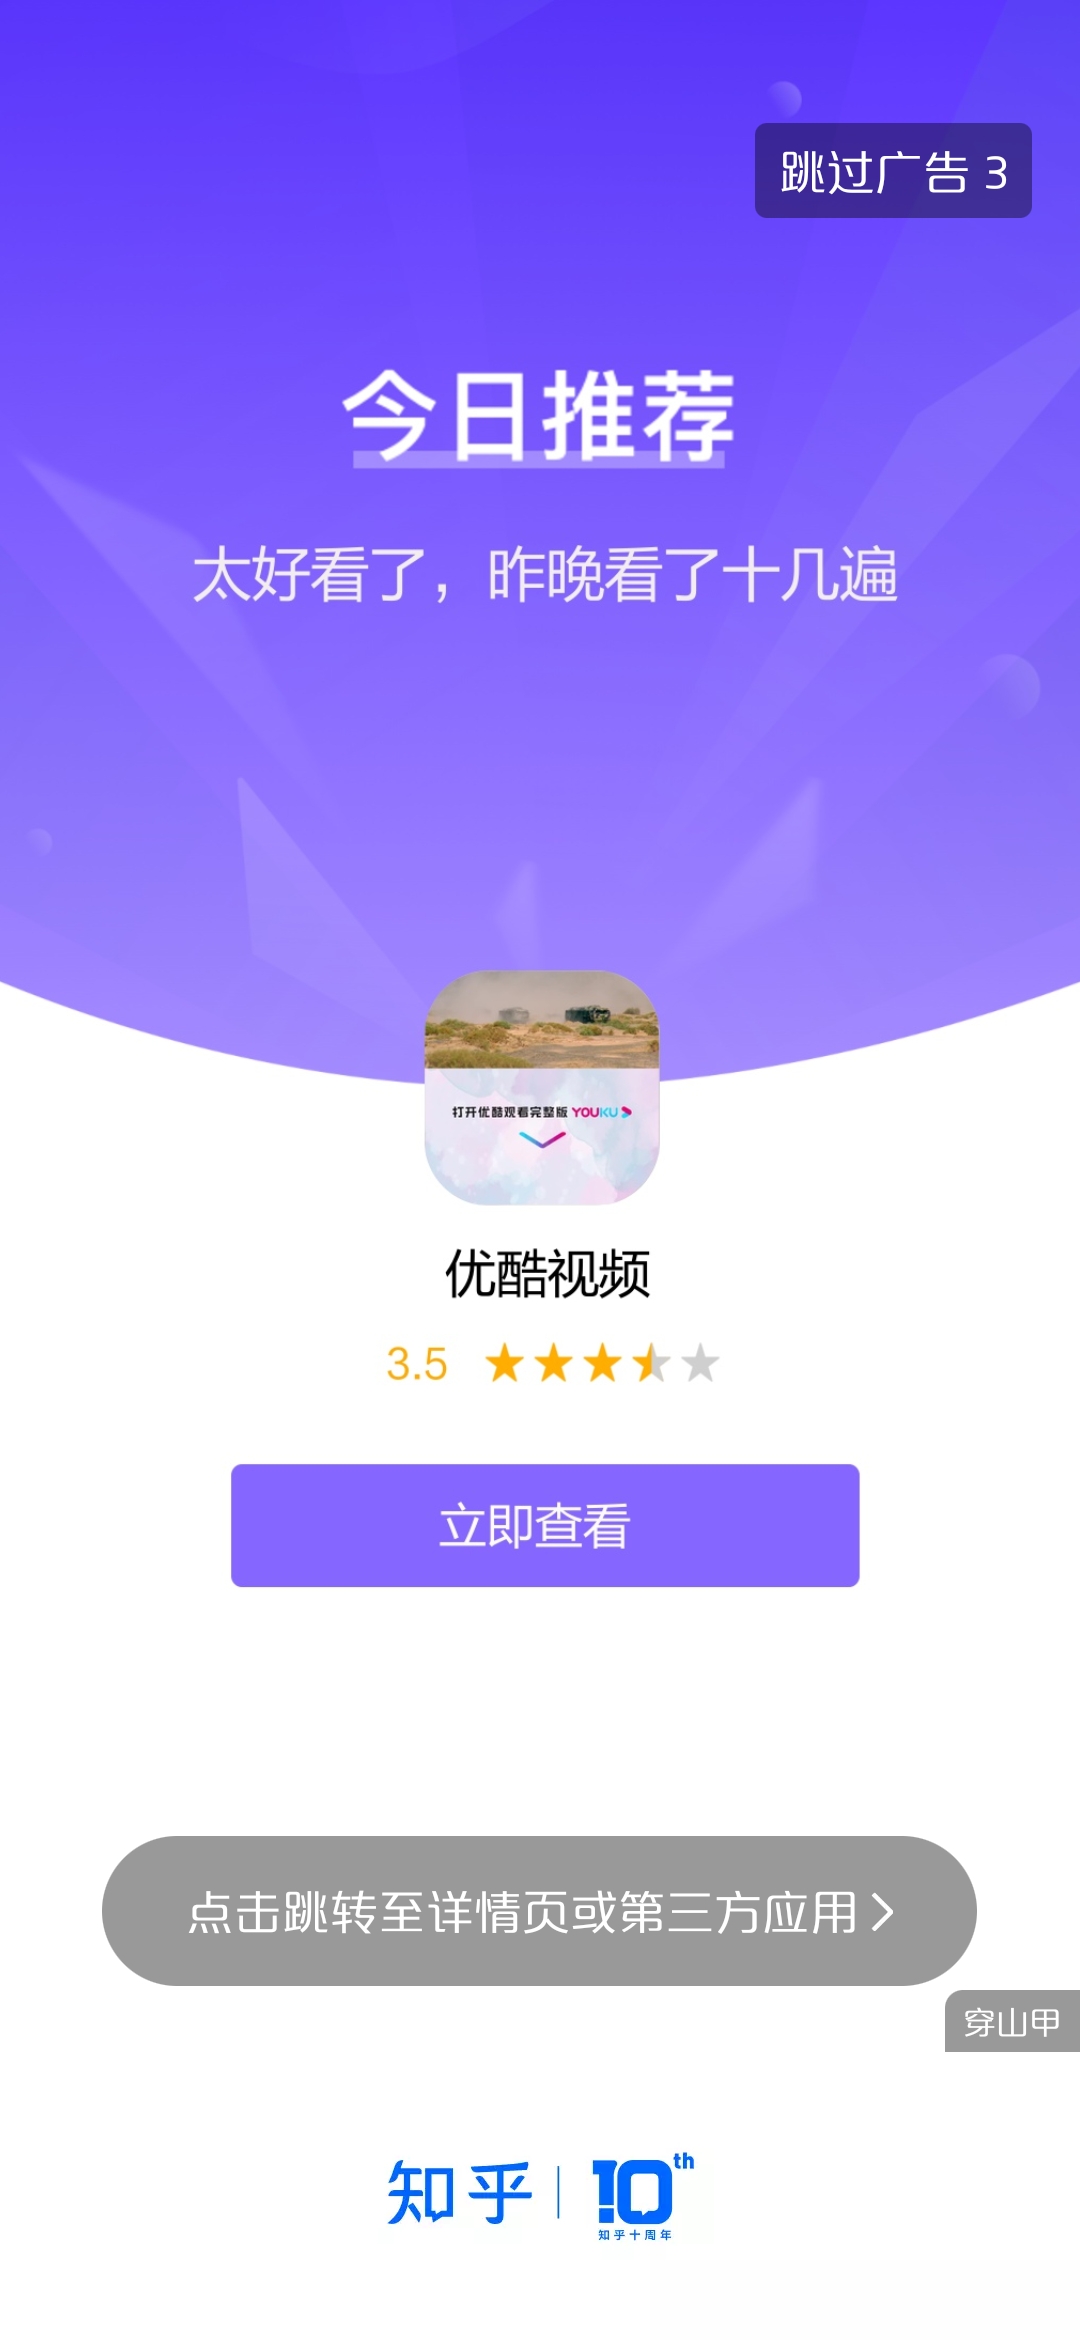 跳过广告 3
今日推荐
太好看了，昨晚看了十几遍
打开优酷观看完整版 YOUKU
优酷视频
3.5
立即查看
点击跳转至详情页或第三方应用
穿山甲
知乎 10th
知乎十周年